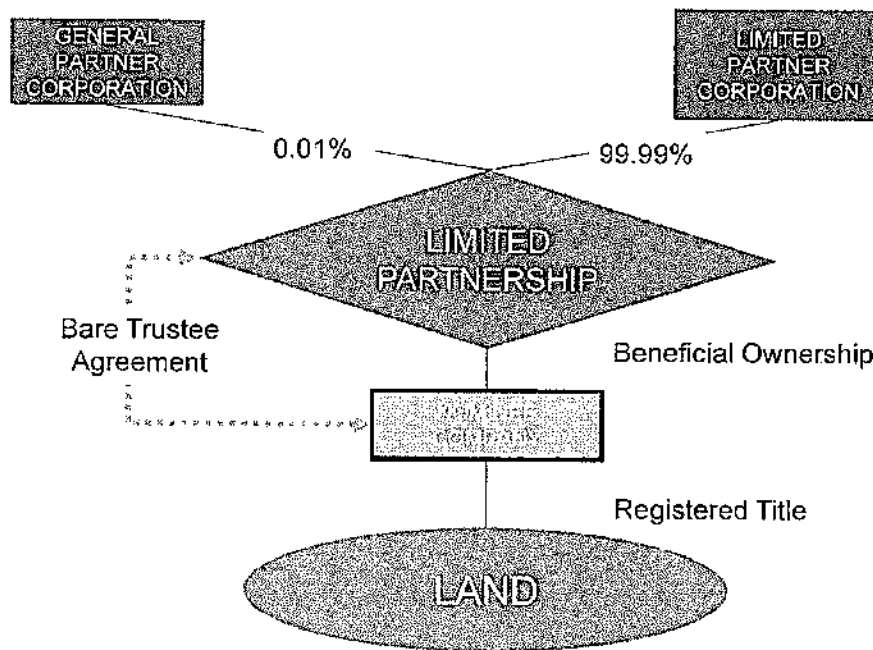 GENERAL
PARTNER
CORPORATION
LIMITED
PARTNER
CORPORATION
0.01%
99.99%
LIMITED
PARTNERSHIP
Bare Trustee
Agreement
Beneficial Ownership
Registered Title
LAND